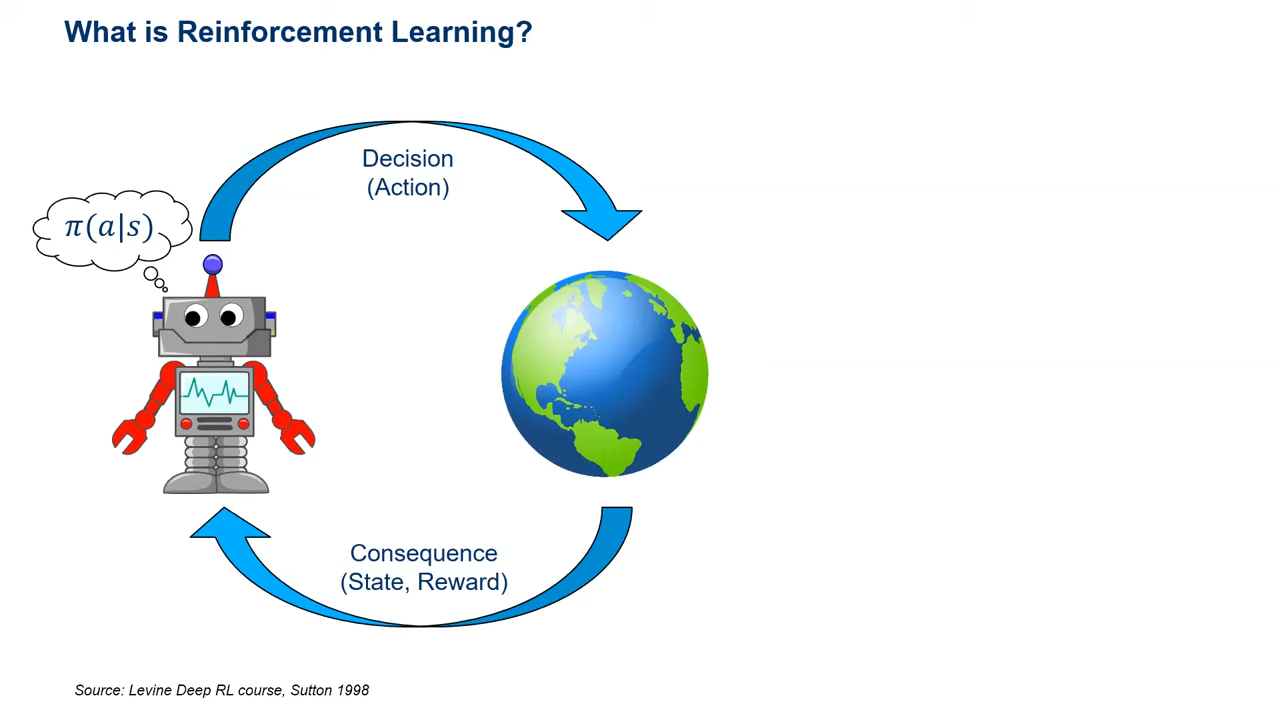 What is Reinforcement Learning?
Decision
(Action)
π(a|s)
Consequence
(State, Reward)
Source: Levine Deep RL course, Sutton 1998